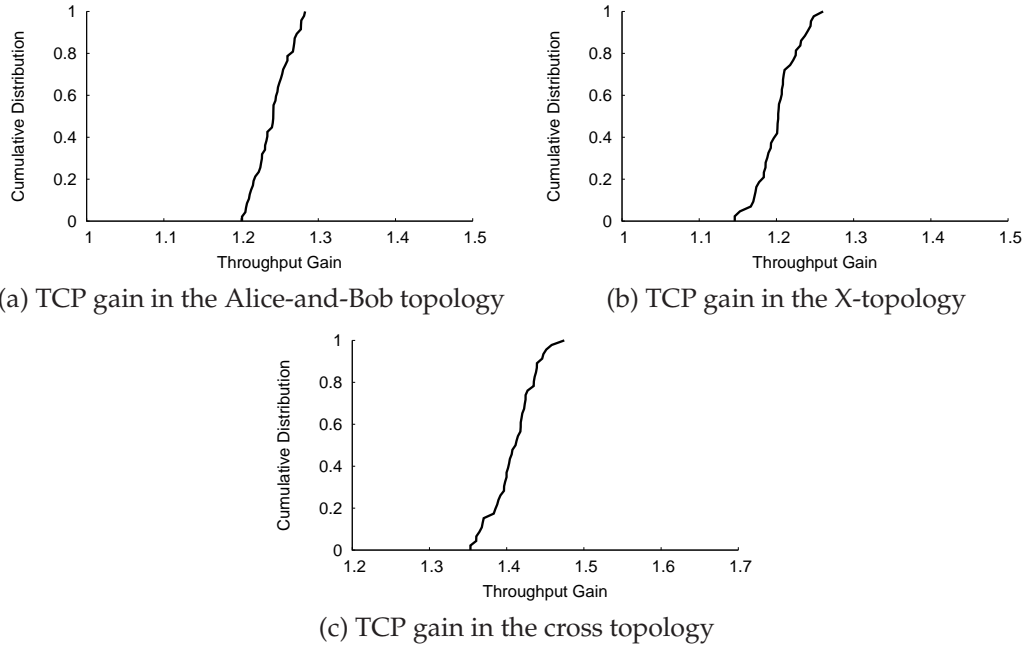 Cumulative Distribution
1
0.8
0.6
0.4
0.2
0
1 1.1 1.2 1.3 1.4 1.5
Throughput Gain
(a) TCP gain in the Alice-and-Bob topology
Cumulative Distribution
1
0.8
0.6
0.4
0.2
0
1 1.1 1.2 1.3 1.4 1.5
Throughput Gain
(b) TCP gain in the X-topology
Cumulative Distribution
1
0.8
0.6
0.4
0.2
0
1.2 1.3 1.4 1.5 1.6 1.7
Throughput Gain
(c) TCP gain in the cross topology